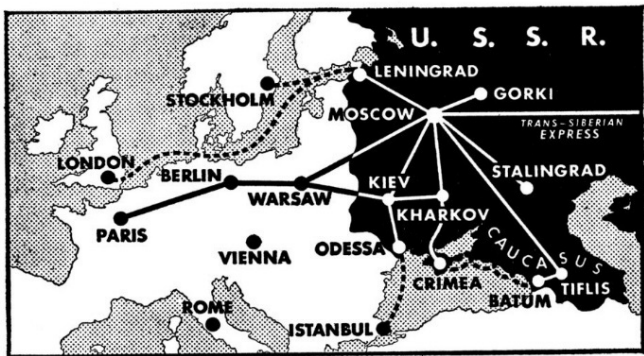 U. S. S. R.
LENINGRAD
STOCKHOLM
GORKI
MOSCOW
TRANS-SIBERIAN
EXPRESS
LONDON
BERLIN
WARSAW
KIEV
STALINGRAD
PARIS
KHARKOV
VIENNA
ODESSA
CAUCASUS
CRIMEA
TIFLIS
BATUM
ROME
ISTANBUL